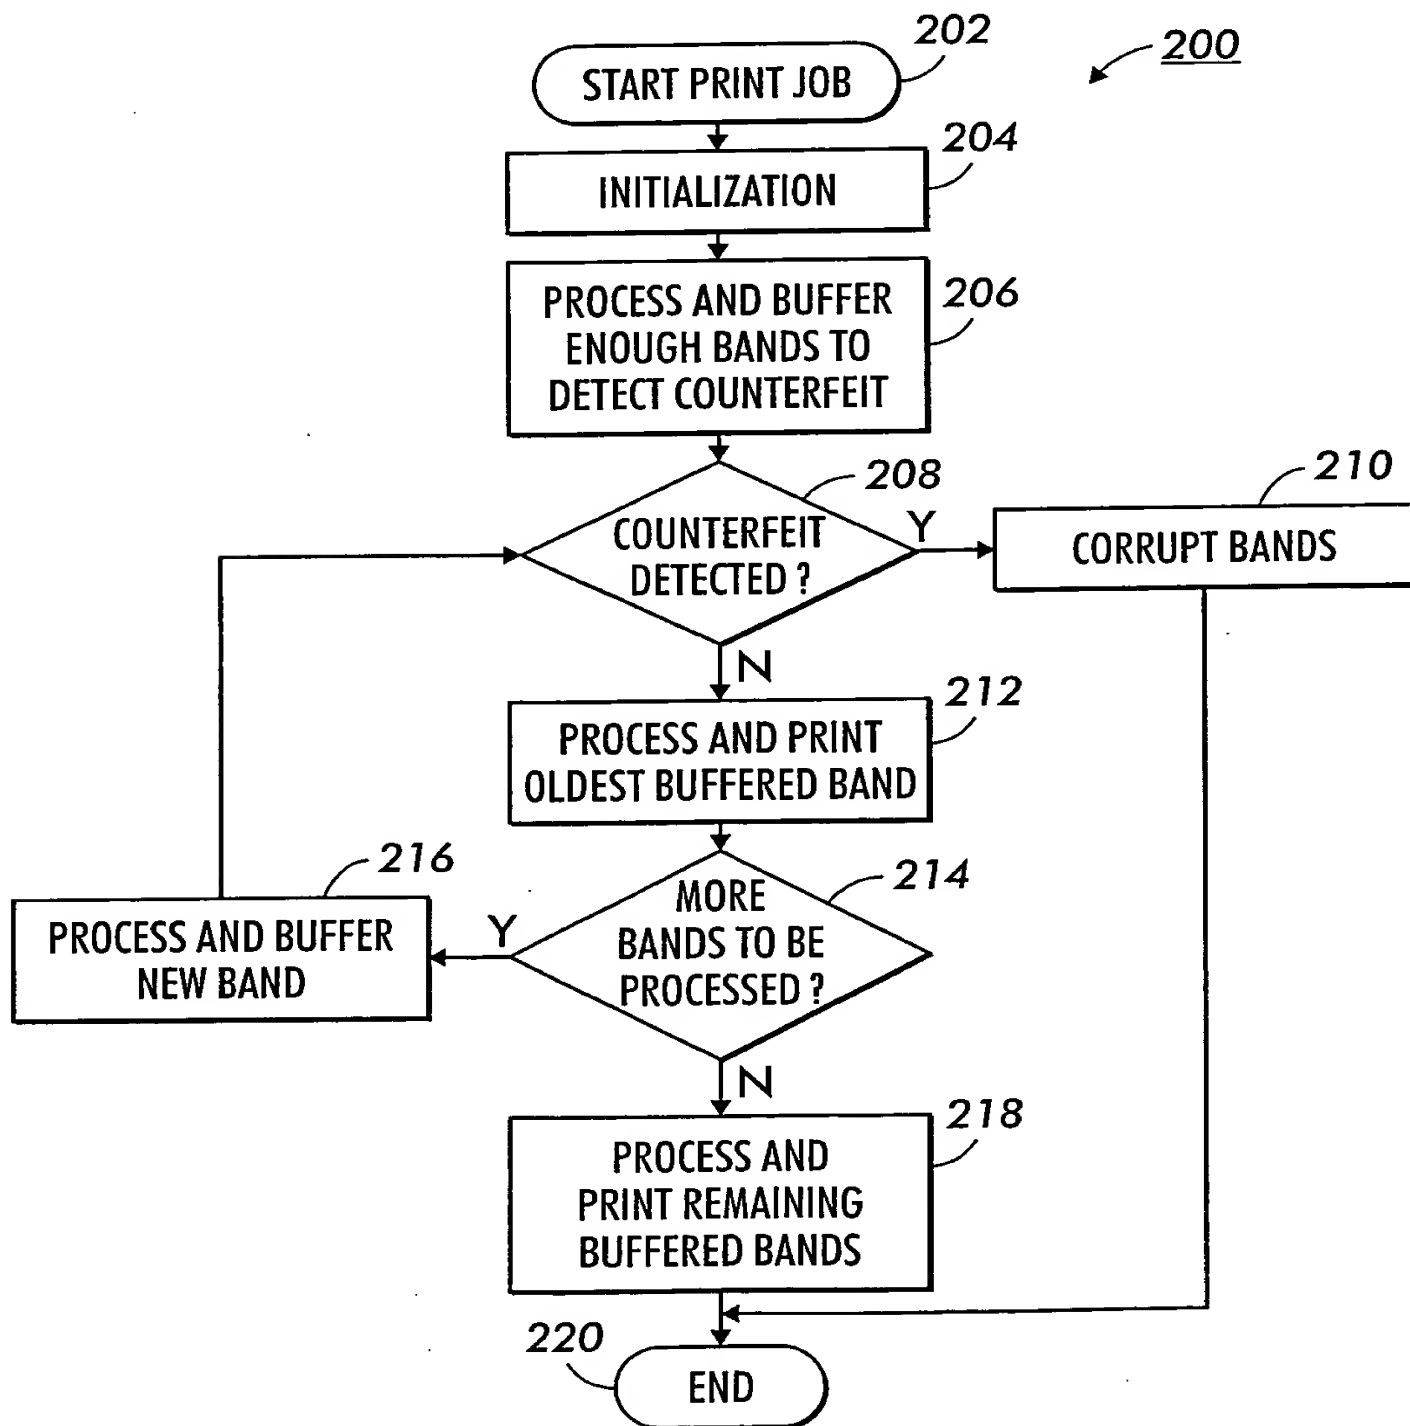 202
200
START PRINT JOB
204
INITIALIZATION
206
PROCESS AND BUFFER
ENOUGH BANDS TO
DETECT COUNTERFEIT
208
210
COUNTERFEIT
DETECTED ?
Y
CORRUPT BANDS
N
212
PROCESS AND PRINT
OLDEST BUFFERED BAND
216
214
MORE
BANDS TO BE
PROCESSED ?
Y
PROCESS AND BUFFER
NEW BAND
N
218
PROCESS AND
PRINT REMAINING
BUFFERED BANDS
220
END